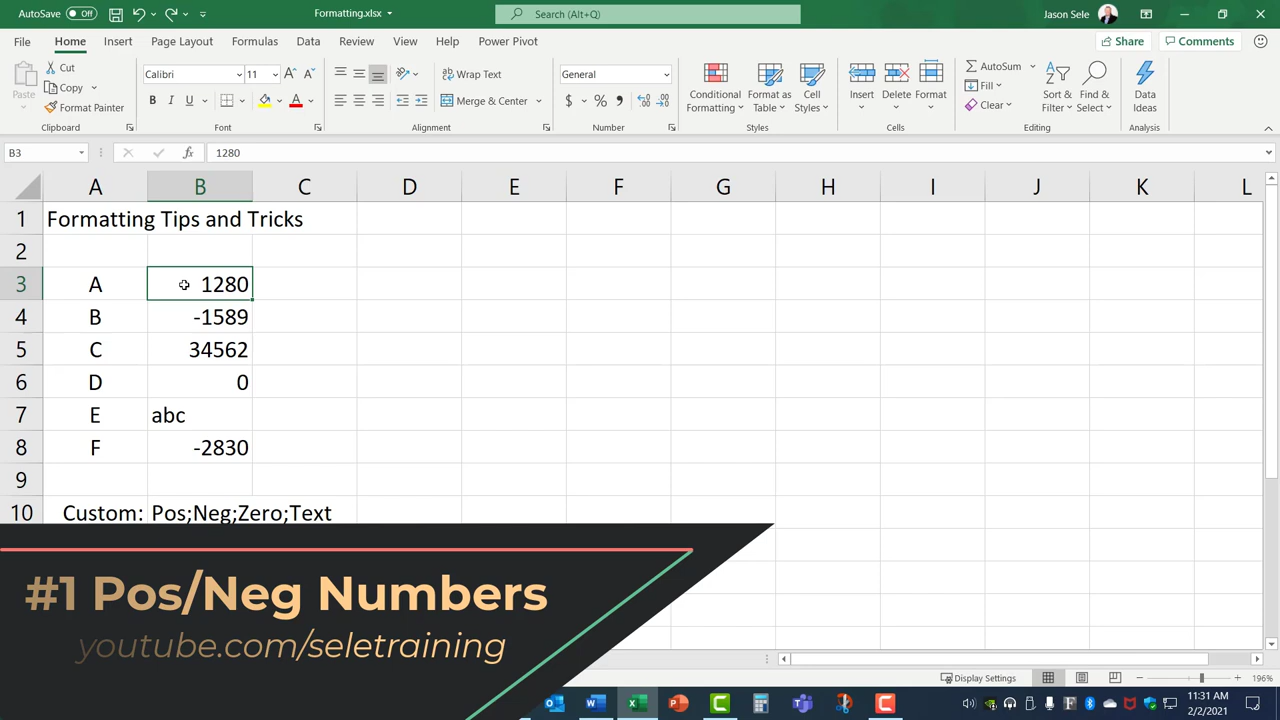 AutoSave Off Formatting.xlsx Search (Alt+Q) Jason Sele
File Home Insert Page Layout Formulas Data Review View Help Power Pivot Share Comments
Paste Cut Copy Format Painter
Clipboard
Calibri 11
B I U A
Font
Wrap Text
Merge & Center
Alignment
General
$ % ,
Number
Conditional Formatting Format as Table Cell Styles
Styles
Insert Delete Format
Cells
AutoSum
Fill
Clear
Sort & Filter Find & Select
Editing
Data Ideas
Analysis
B3 fx 1280
A B C D E F G H I J K L
1 Formatting Tips and Tricks
2
3 A 1280
4 B -1589
5 C 34562
6 D 0
7 E abc
8 F -2830
9
10 Custom: Pos;Neg;Zero;Text
#1 Pos/Neg Numbers
youtube.com/seletraining
Display Settings 196%
11:31 AM
2/2/2021